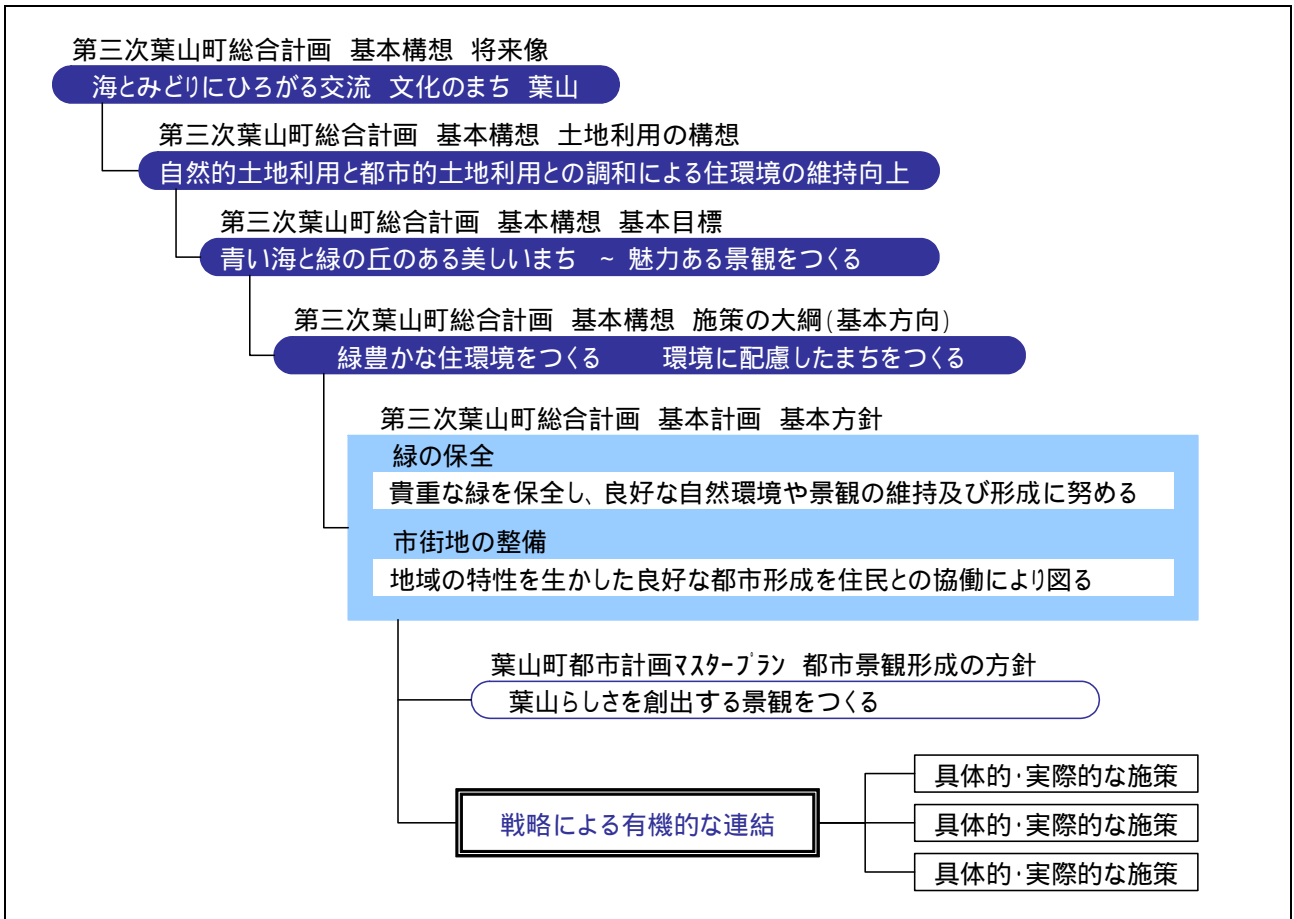 第三次葉山町総合計画 基本構想 将来像
海とみどりにひろがる交流 文化のまち 葉山
第三次葉山町総合計画 基本構想 土地利用の構想
自然的土地利用と都市的土地利用との調和による住環境の維持向上
第三次葉山町総合計画 基本構想 基本目標
青い海と緑の丘のある美しいまち ~ 魅力ある景観をつくる
第三次葉山町総合計画 基本構想 施策の大綱(基本方向)
緑豊かな住環境をつくる 環境に配慮したまちをつくる
第三次葉山町総合計画 基本計画 基本方針
緑の保全
貴重な緑を保全し、良好な自然環境や景観の維持及び形成に努める
市街地の整備
地域の特性を生かした良好な都市形成を住民との協働により図る
葉山町都市計画ﾏｽﾀｰﾌﾟﾗﾝ 都市景観形成の方針
葉山らしさを創出する景観をつくる
戦略による有機的な連結
具体的･実際的な施策
具体的･実際的な施策
具体的･実際的な施策